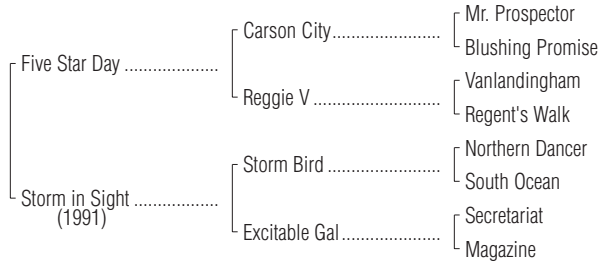 Mr. Prospector
Carson City..................
Blushing Promise
Five Star Day ...................
Vanlandingham
Reggie V .......................
Regent's Walk
Northern Dancer
Storm Bird .....................
South Ocean
Storm in Sight .................
(1991)
Secretariat
Excitable Gal..................
Magazine